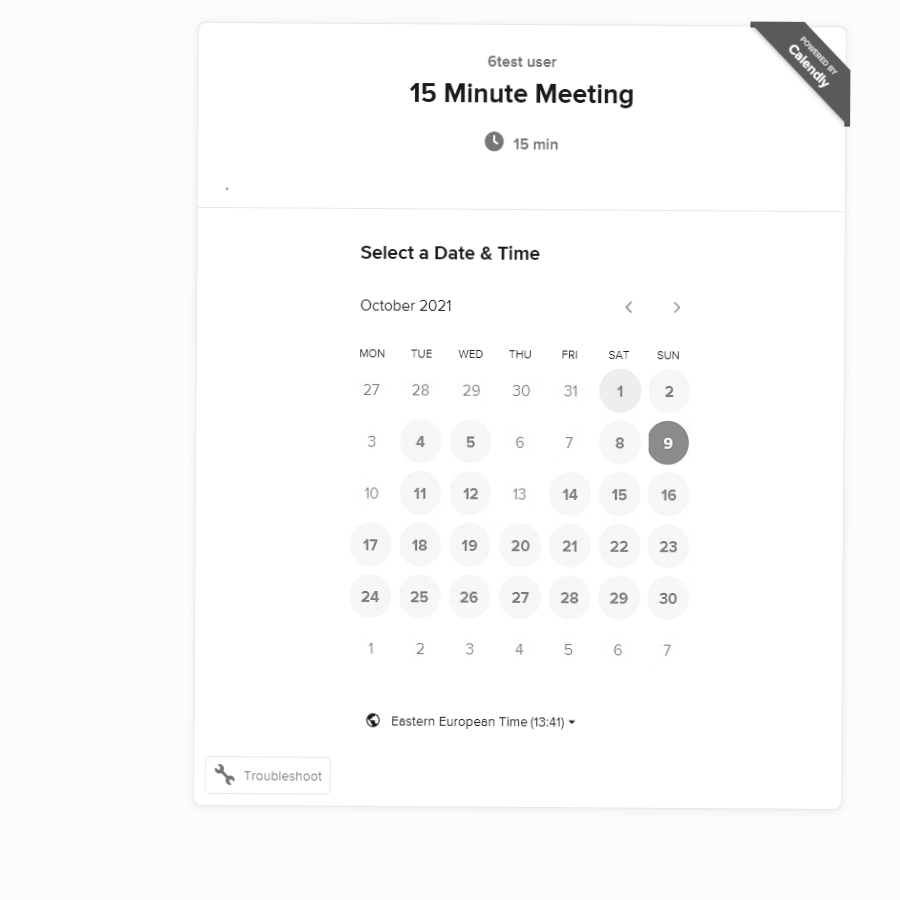 POWERED BY
Calendly
6test user
15 Minute Meeting
15 min
.
Select a Date & Time
October 2021
MON TUE WED THU FRI SAT SUN
27 28 29 30 31 1 2
3 4 5 6 7 8 9
10 11 12 13 14 15 16
17 18 19 20 21 22 23
24 25 26 27 28 29 30
1 2 3 4 5 6 7
Eastern European Time (13:41)
Troubleshoot